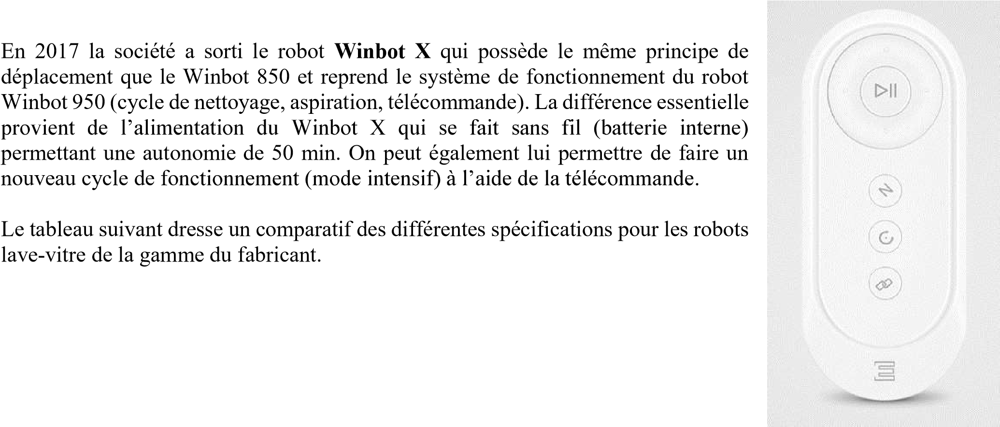 En 2017 la société a sorti le robot Winbot X qui possède le même principe de
déplacement que le Winbot 850 et reprend le système de fonctionnement du robot
Winbot 950 (cycle de nettoyage, aspiration, télécommande). La différence essentielle
provient de l’alimentation du Winbot X qui se fait sans fil (batterie interne)
permettant une autonomie de 50 min. On peut également lui permettre de faire un
nouveau cycle de fonctionnement (mode intensif) à l’aide de la télécommande.
Le tableau suivant dresse un comparatif des différentes spécifications pour les robots
lave-vitre de la gamme du fabricant.